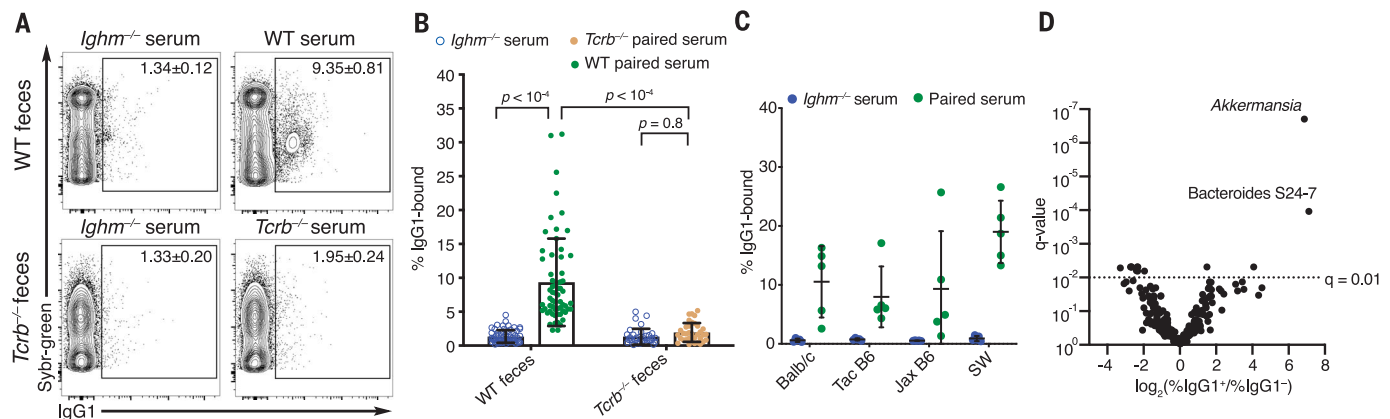 A
Ighm–/– serum
WT serum
1.34±0.12
9.35±0.81
WT feces
Ighm–/– serum
Tcrb–/– serum
1.33±0.20
1.95±0.24
Tcrb–/– feces
Sybr-green
IgG1
B
Ighm–/– serum
Tcrb–/– paired serum
WT paired serum
% IgG1-bound
40
35
30
25
20
15
10
5
0
p < 10-4
p < 10-4
p = 0.8
WT feces
Tcrb–/– feces
C
Ighm–/– serum
Paired serum
% IgG1-bound
40
30
20
10
0
Balb/c
Tac B6
Jax B6
SW
D
q-value
10-7
10-6
10-5
10-4
10-3
10-2
10-1
100
Akkermansia
Bacteroides S24-7
q = 0.01
−4 −2 0 2 4 6 8
log2(%IgG1+/%IgG1–)